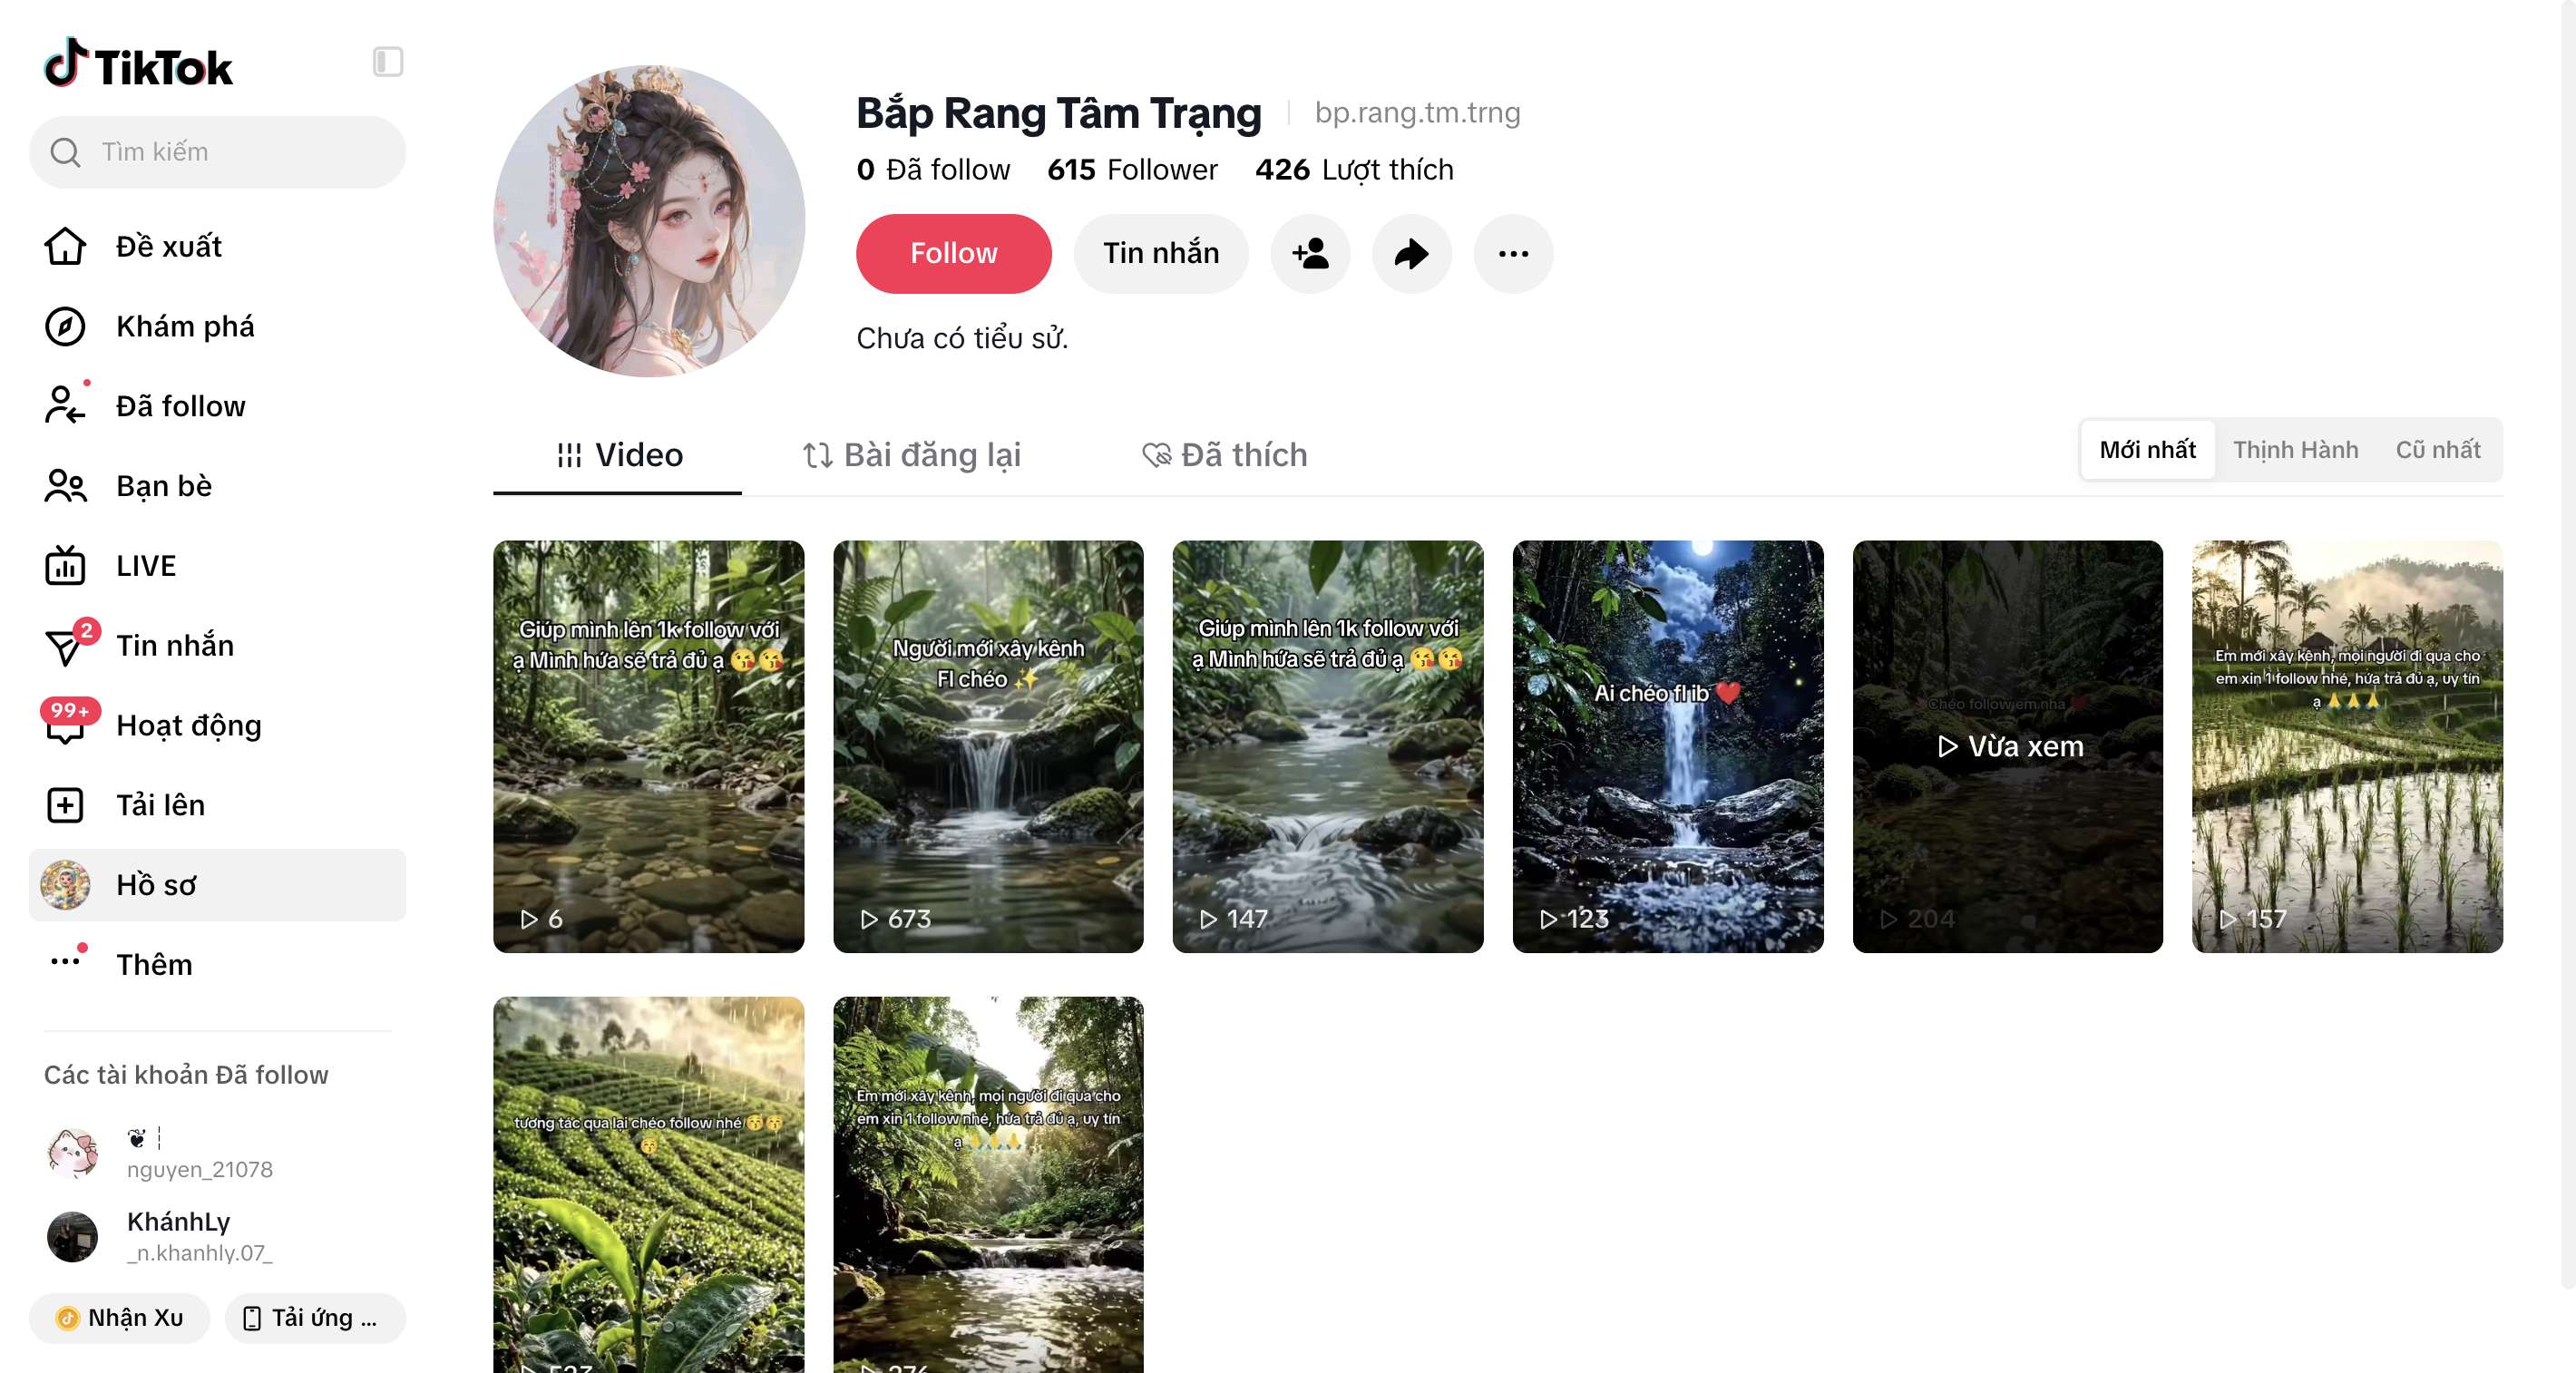 TikTok
Tìm kiếm
Đề xuất
Khám phá
Đã follow
Bạn bè
LIVE
2
Tin nhắn
99+
Hoạt động
Tải lên
Hồ sơ
Thêm
Các tài khoản Đã follow
❦ ┆
nguyen_21078
KhánhLy
_n.khanhly.07_
Nhận Xu
Tải ứng ...
Bắp Rang Tâm Trạng
bp.rang.tm.trng
0 Đã follow 615 Follower 426 Lượt thích
Follow
Tin nhắn
Chưa có tiểu sử.
Video
Bài đăng lại
Đã thích
Mới nhất
Thịnh Hành
Cũ nhất
Giúp mình lên 1k follow với
ạ Mình hứa sẽ trả đủ ạ 😘😘
6
Người mới xây kênh
Fl chéo ✨
673
Giúp mình lên 1k follow với
ạ Mình hứa sẽ trả đủ ạ 😘😘
147
Ai chéo fl ib ❤️
123
Chéo follow em nha ❤️
Vừa xem
204
Em mới xây kênh, mọi người đi qua cho
em xin 1 follow nhé, hứa trả đủ ạ, uy tín
ạ 🙏🙏🙏
157
tương tác qua lại chéo follow nhé 😚😚
😚
523
Em mới xây kênh, mọi người đi qua cho
em xin 1 follow nhé, hứa trả đủ ạ, uy tín
ạ 🙏🙏🙏